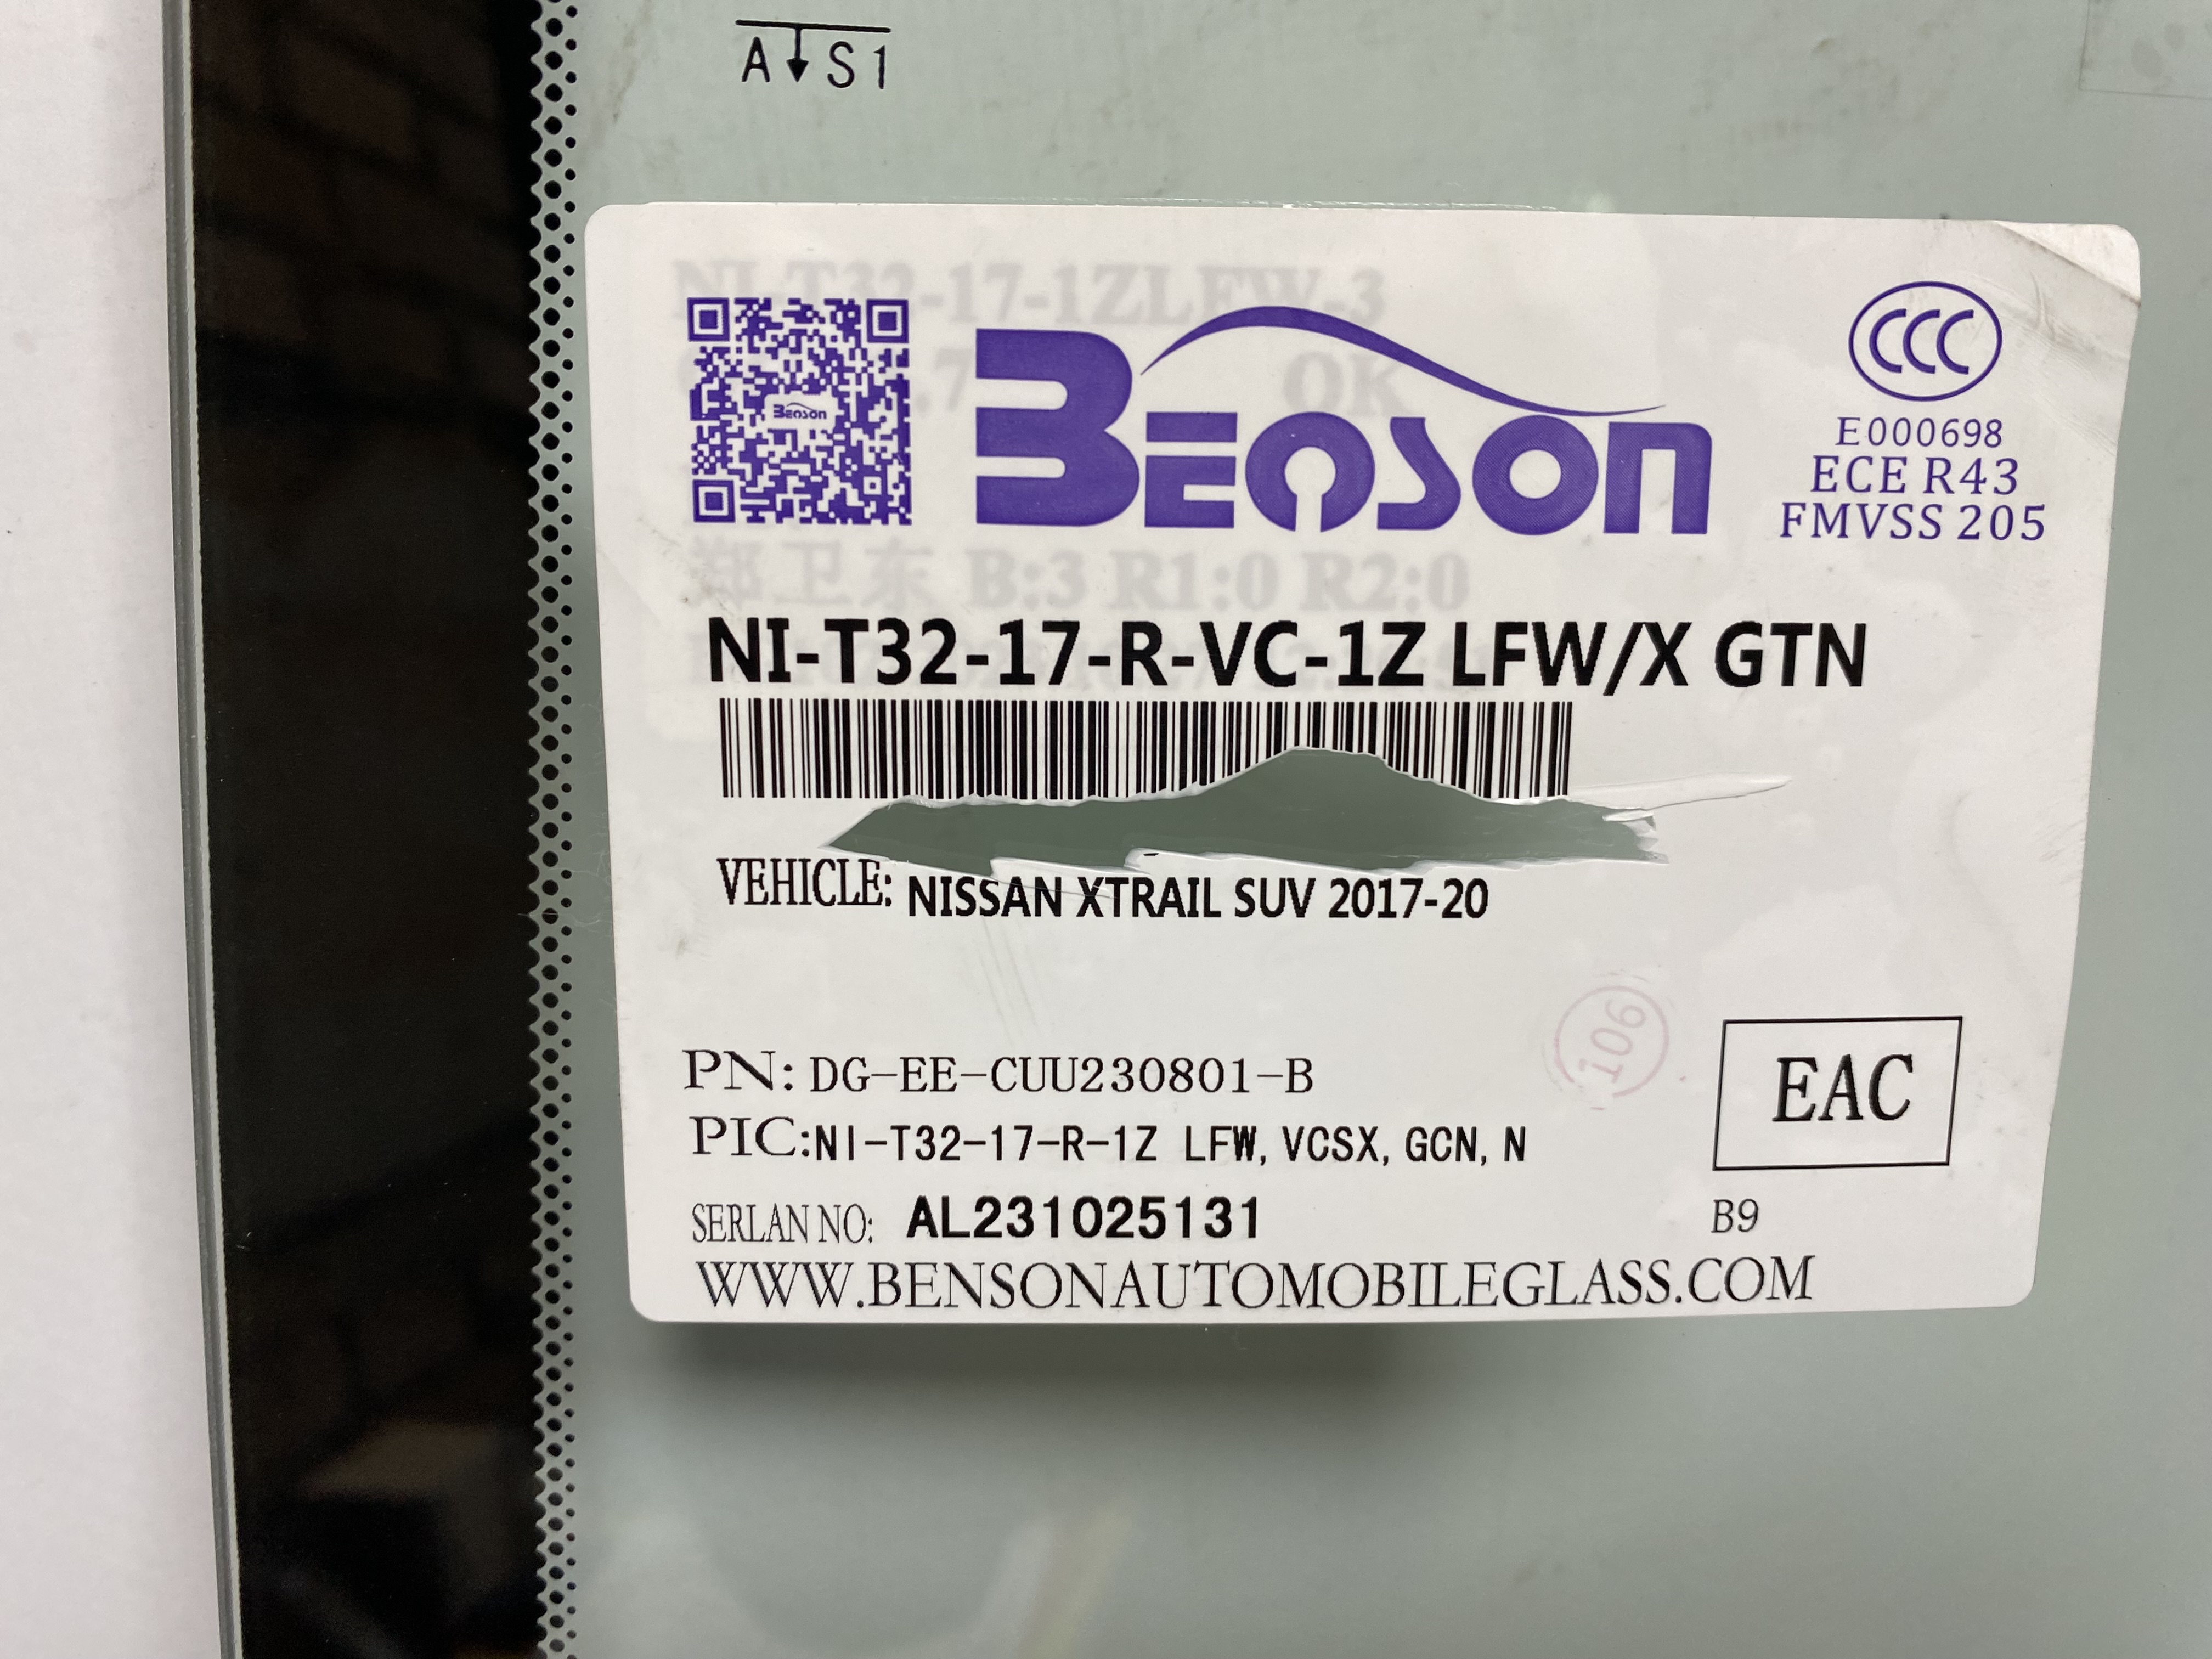 A↓S1
NI-T32-17-1ZLFW-3
OK
BENSON
Benson
CCC
E000698
ECE R43
FMVSS 205
郑卫东 B:3 R1:0 R2:0
NI-T32-17-R-VC-1Z LFW/X GTN
VEHICLE: NISSAN XTRAIL SUV 2017-20
106
PN: DG-EE-CUU230801-B
EAC
PIC:NI-T32-17-R-1Z LFW, VCSX, GCN, N
SERLAN NO: AL231025131
B9
WWW.BENSONAUTOMOBILEGLASS.COM